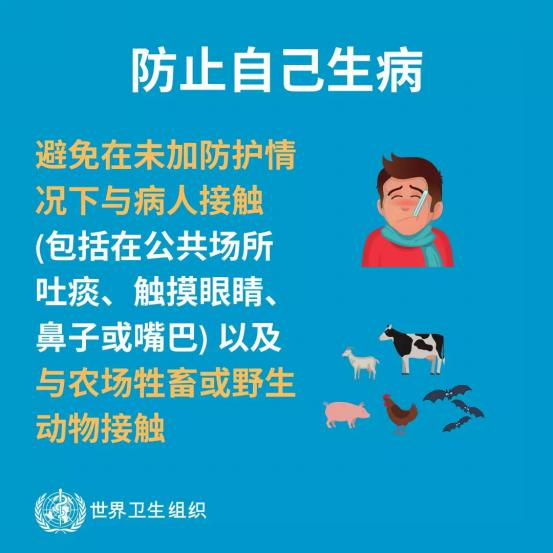 防止自己生病
避免在未加防护情
况下与病人接触
(包括在公共场所
吐痰、触摸眼睛、
鼻子或嘴巴) 以及
与农场牲畜或野生
动物接触
世界卫生组织